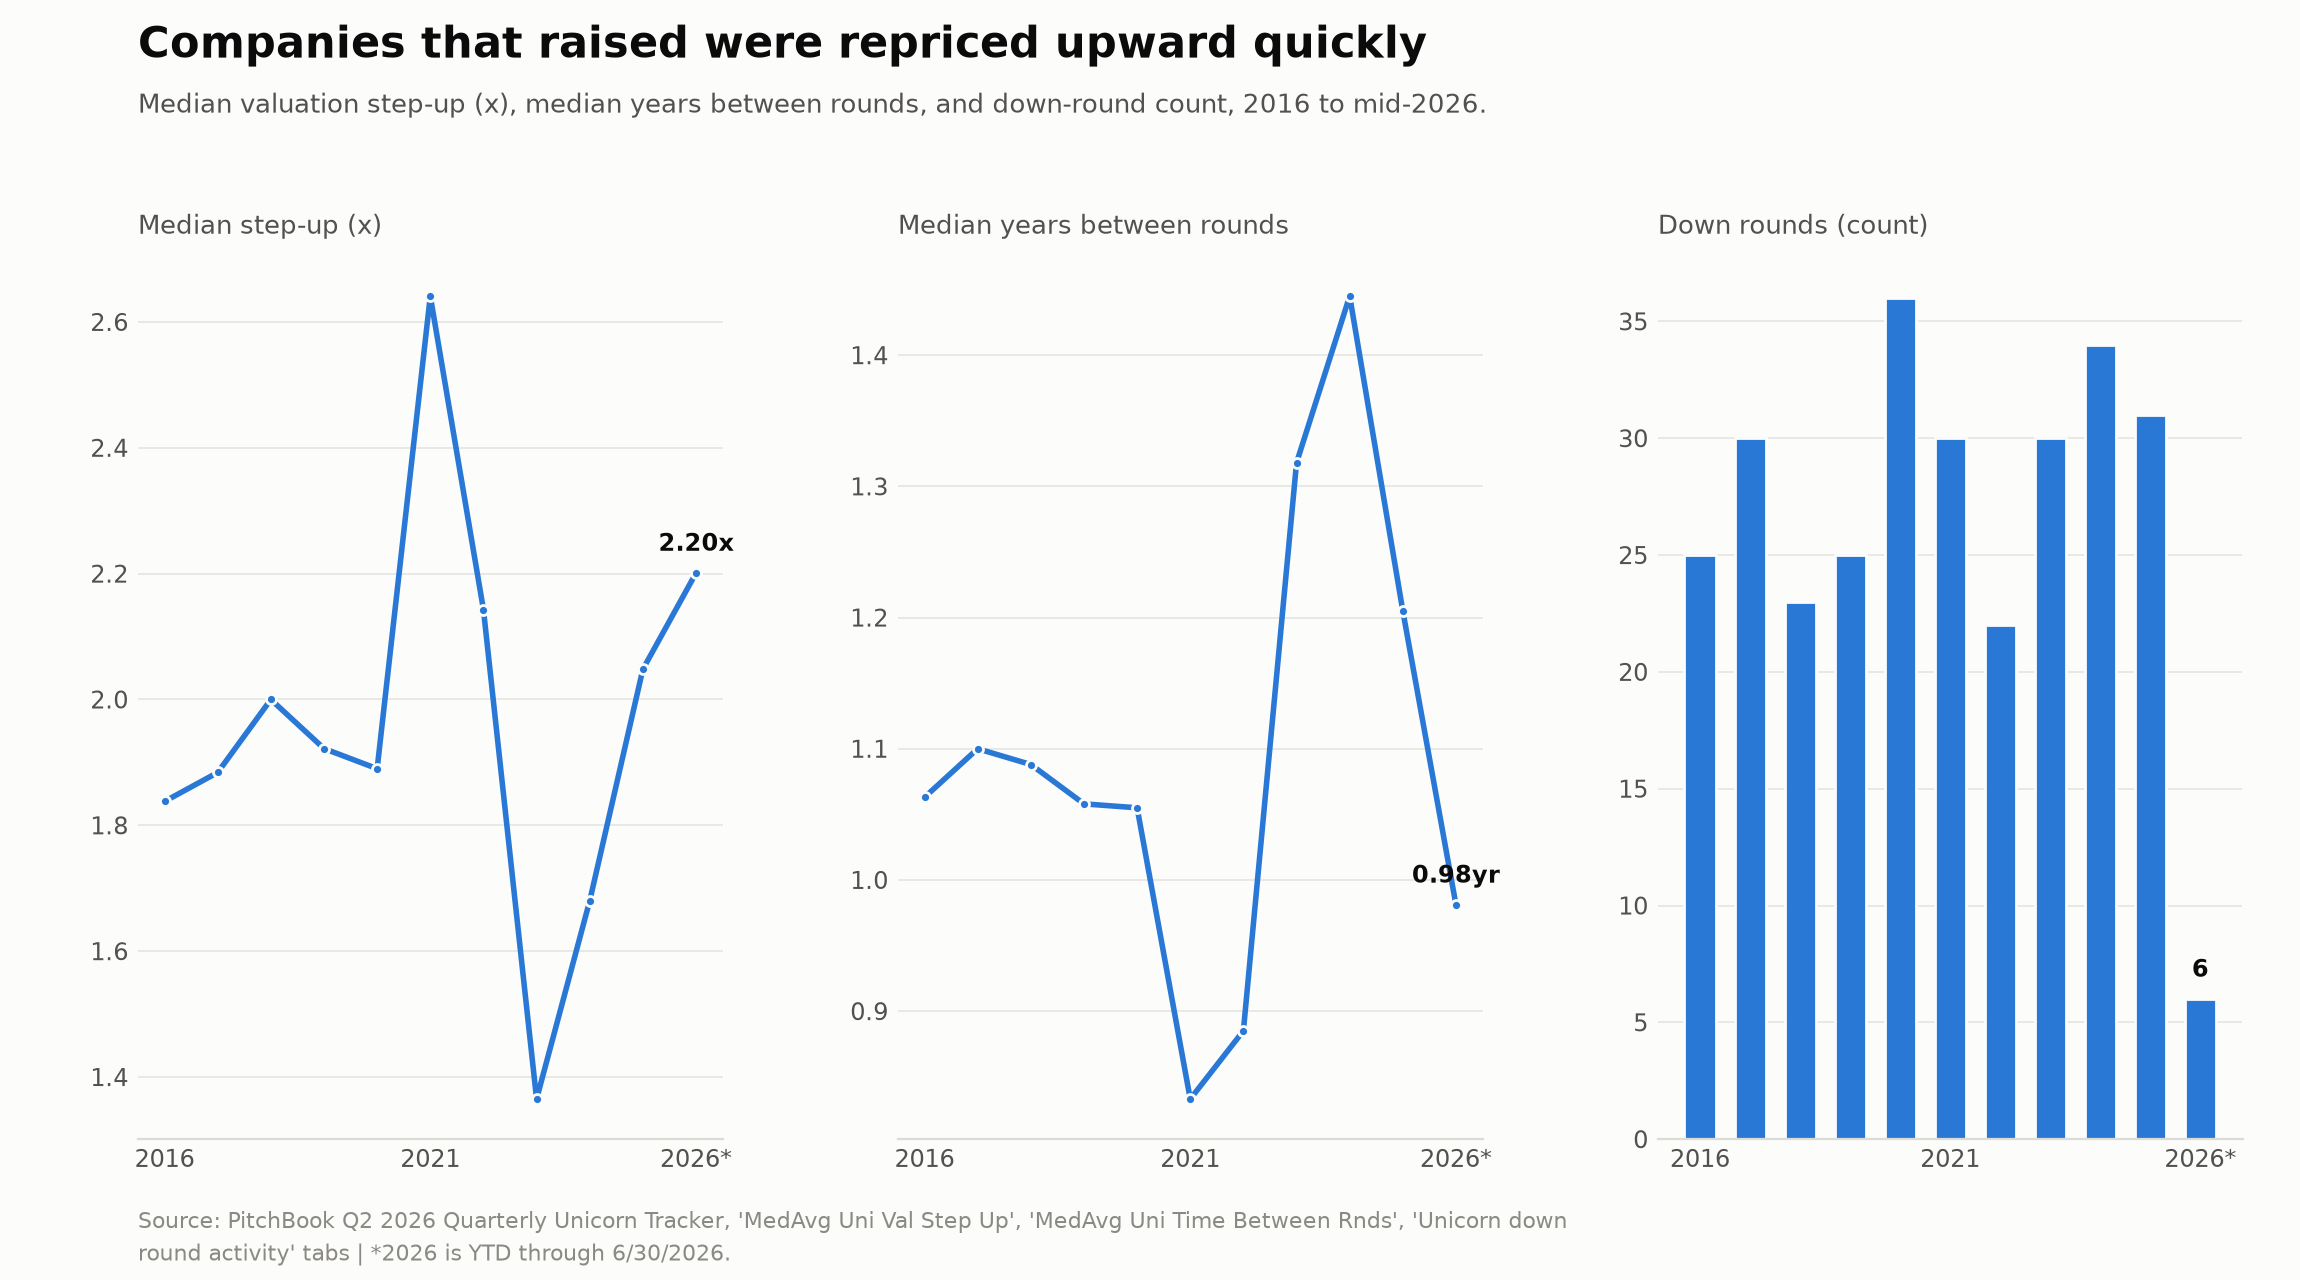 Companies that raised were repriced upward quickly
Median valuation step-up (x), median years between rounds, and down-round count, 2016 to mid-2026.
Median step-up (x)
2.6
2.4
2.2
2.0
1.8
1.6
1.4
2.20x
2016 2021 2026*
Median years between rounds
1.4
1.3
1.2
1.1
1.0
0.9
0.98yr
2016 2021 2026*
Down rounds (count)
35
30
25
20
15
10
5
0
6
2016 2021 2026*
Source: PitchBook Q2 2026 Quarterly Unicorn Tracker, 'MedAvg Uni Val Step Up', 'MedAvg Uni Time Between Rnds', 'Unicorn down
round activity' tabs | *2026 is YTD through 6/30/2026.